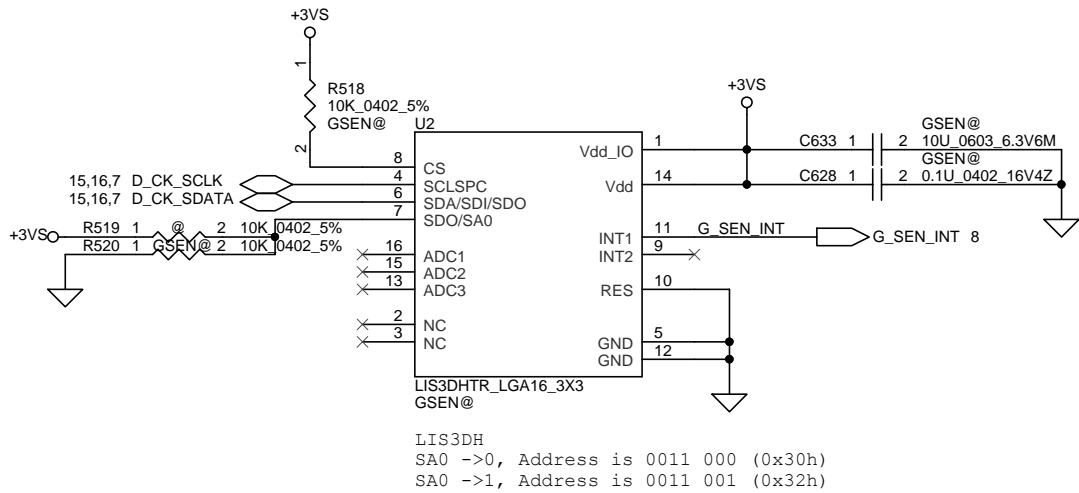 +3VS
1
R518
10K_0402_5%
GSEN@
2
U2
+3VS
8 CS
15,16,7 D_CK_SCLK 4 SCLSPC
15,16,7 D_CK_SDATA 6 SDA/SDI/SDO
7 SDO/SA0
+3VS R519 1 @ 2 10K_0402_5%
R520 1 GSEN@ 2 10K_0402_5%
16 ADC1
15 ADC2
13 ADC3
2 NC
3 NC
Vdd_IO 1
Vdd 14
GSEN@
C633 1 2 10U_0603_6.3V6M
GSEN@
C628 1 2 0.1U_0402_16V4Z
INT1 11 G_SEN_INT G_SEN_INT 8
INT2 9
RES 10
GND 5
GND 12
LIS3DHTR_LGA16_3X3
GSEN@
LIS3DH
SA0 ->0, Address is 0011 000 (0x30h)
SA0 ->1, Address is 0011 001 (0x32h)